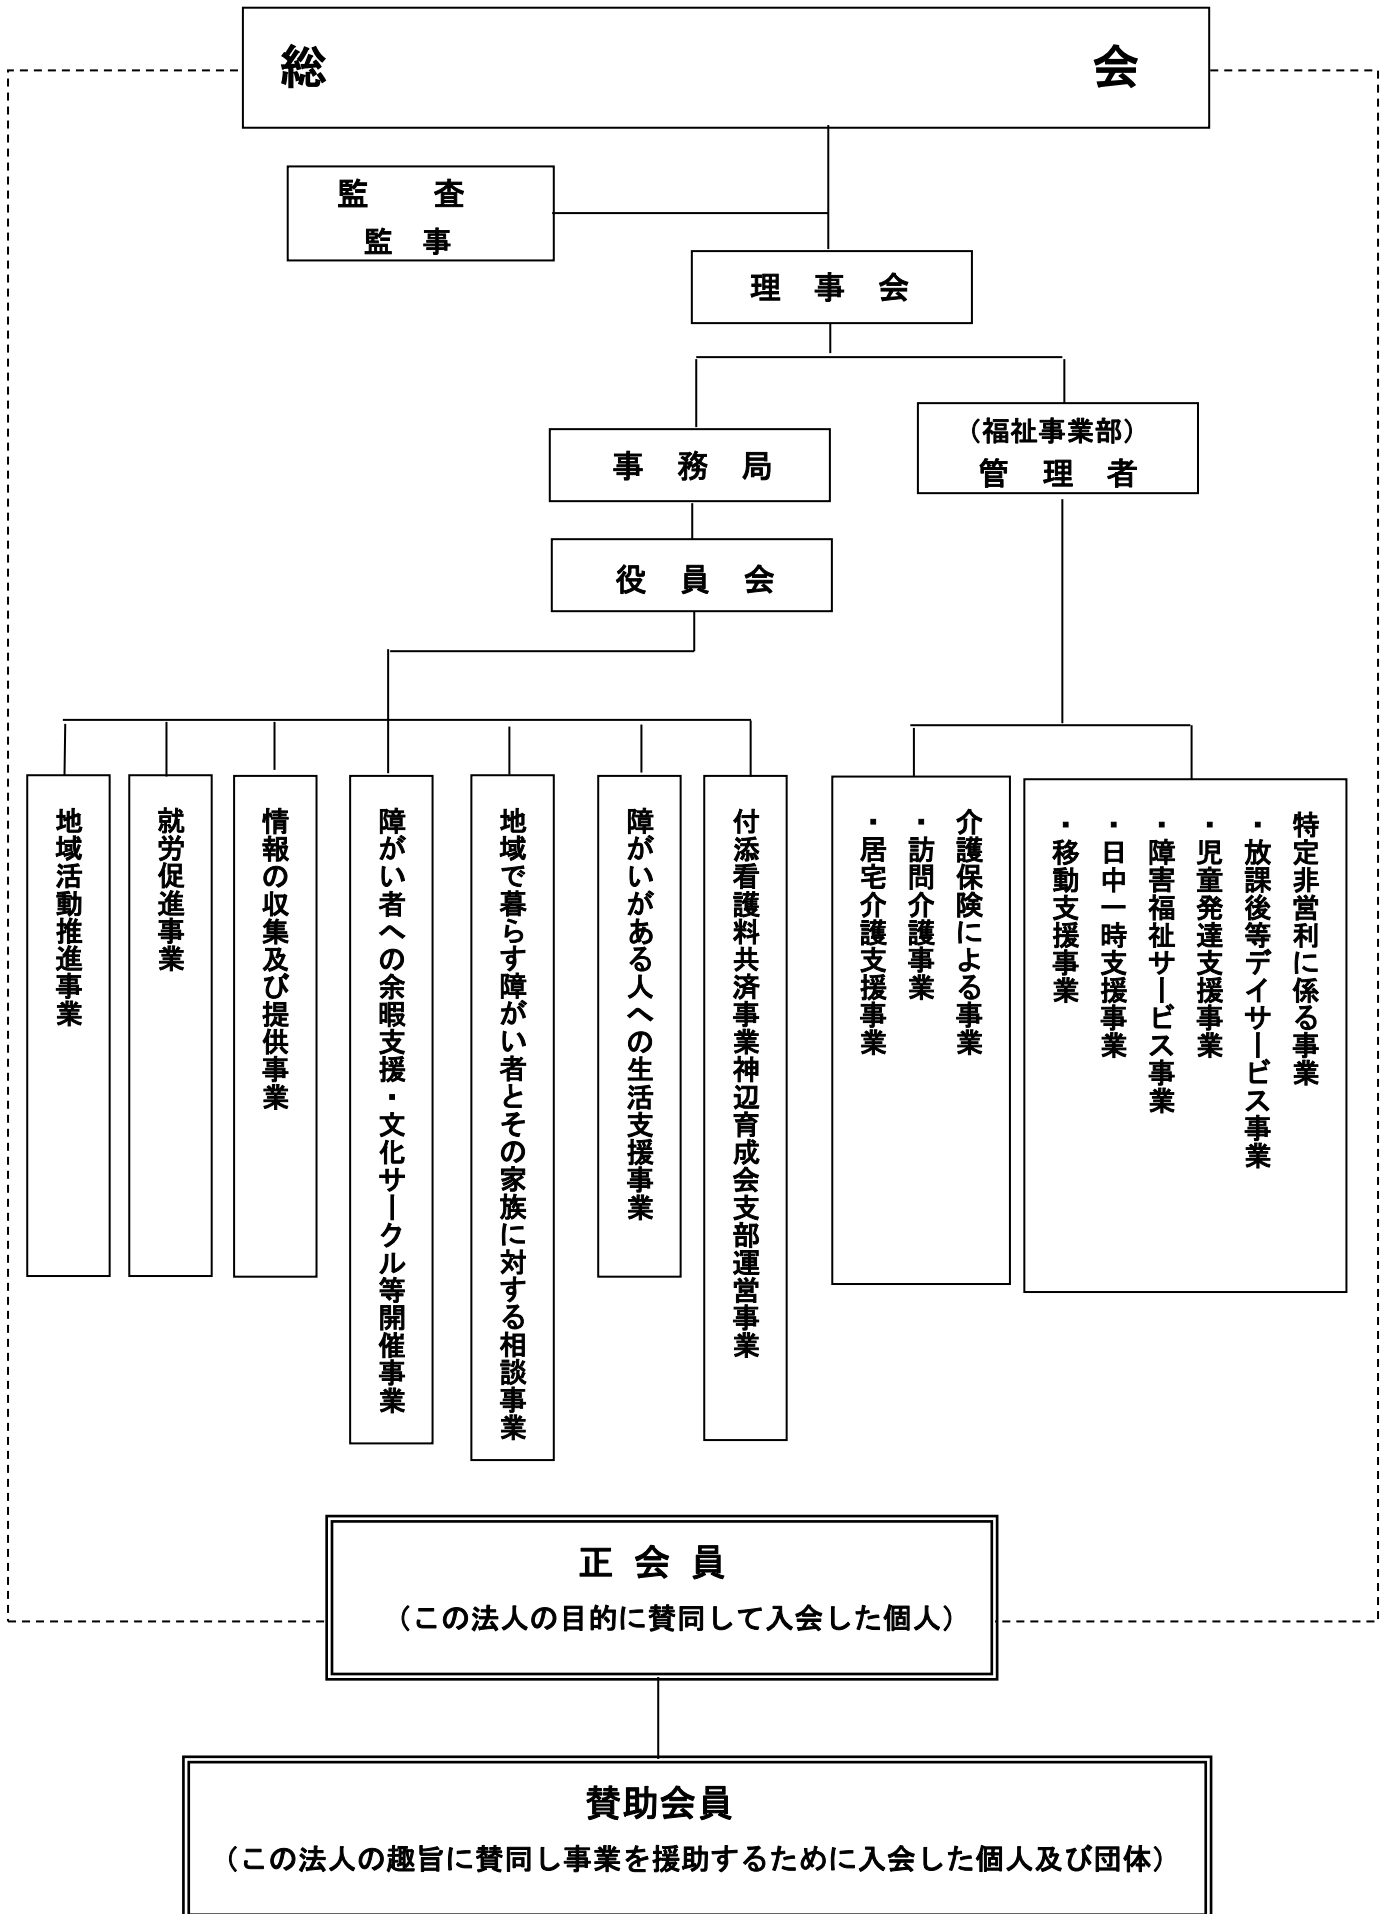 総 会
監 査
監 事
理 事 会
（福祉事業部）
管 理 者
事 務 局
役 員 会
地域活動推進事業
就労促進事業
情報の収集及び提供事業
障がい者への余暇支援・文化サークル等開催事業
地域で暮らす障がい者とその家族に対する相談事業
障がいがある人への生活支援事業
付添看護料共済事業神辺育成会支部運営事業
介護保険による事業
・訪問介護事業
・居宅介護支援事業
特定非営利に係る事業
・放課後等デイサービス事業
・児童発達支援事業
・障害福祉サービス事業
・日中一時支援事業
・移動支援事業
正 会 員
（この法人の目的に賛同して入会した個人）
賛助会員
（この法人の趣旨に賛同し事業を援助するために入会した個人及び団体）